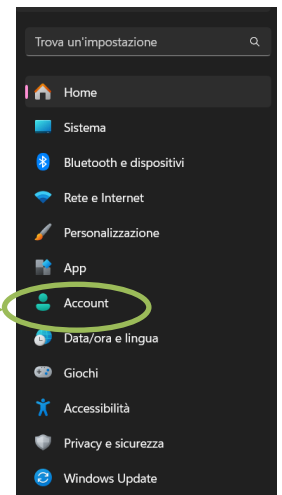 Trova un'impostazione
Home
Sistema
Bluetooth e dispositivi
Rete e Internet
Personalizzazione
App
Account
Data/ora e lingua
Giochi
Accessibilità
Privacy e sicurezza
Windows Update